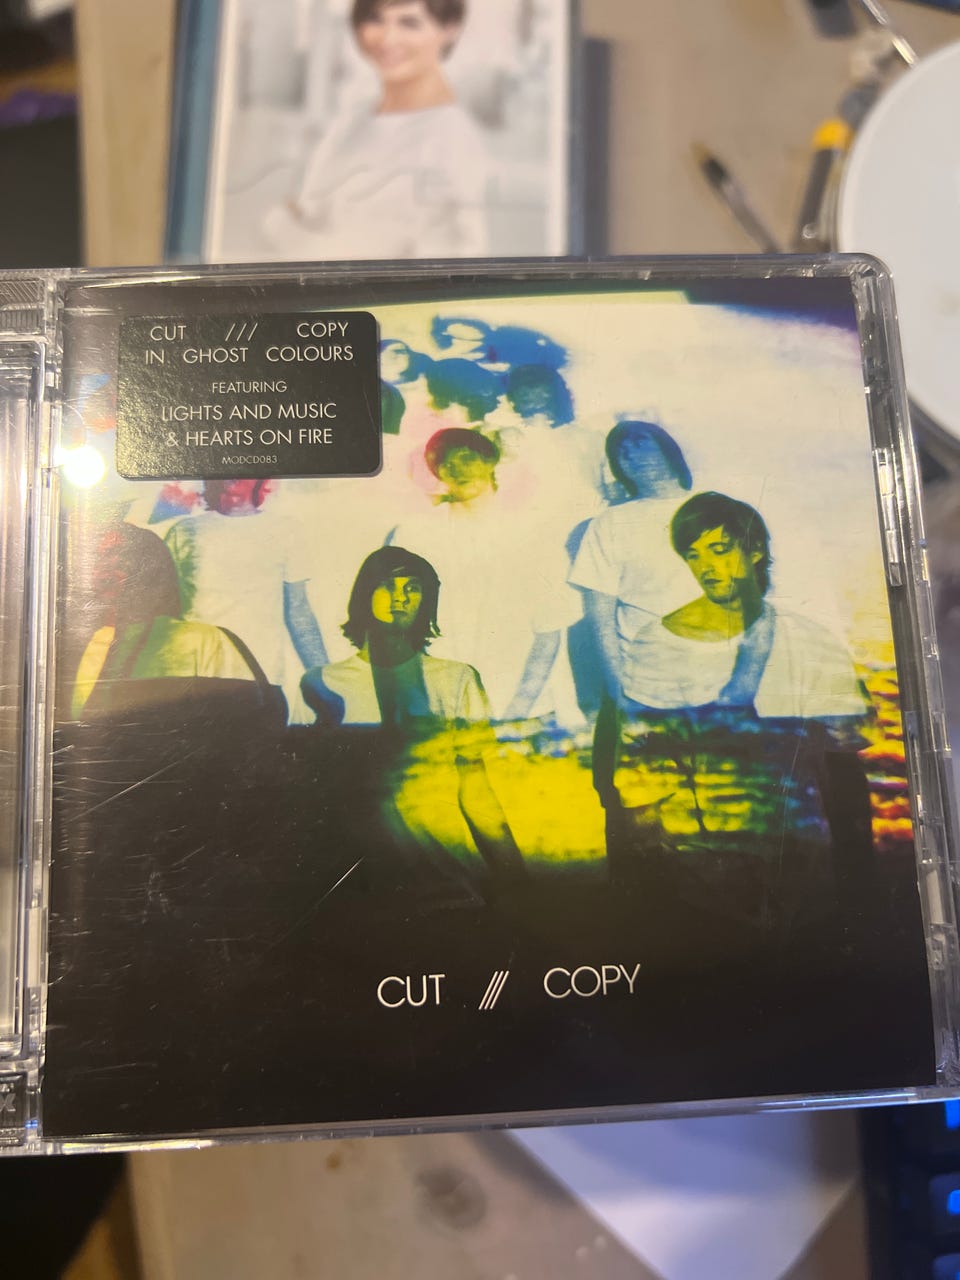 CUT /// COPY
IN GHOST COLOURS
FEATURING
LIGHTS AND MUSIC
& HEARTS ON FIRE
MODCD083
CUT /// COPY